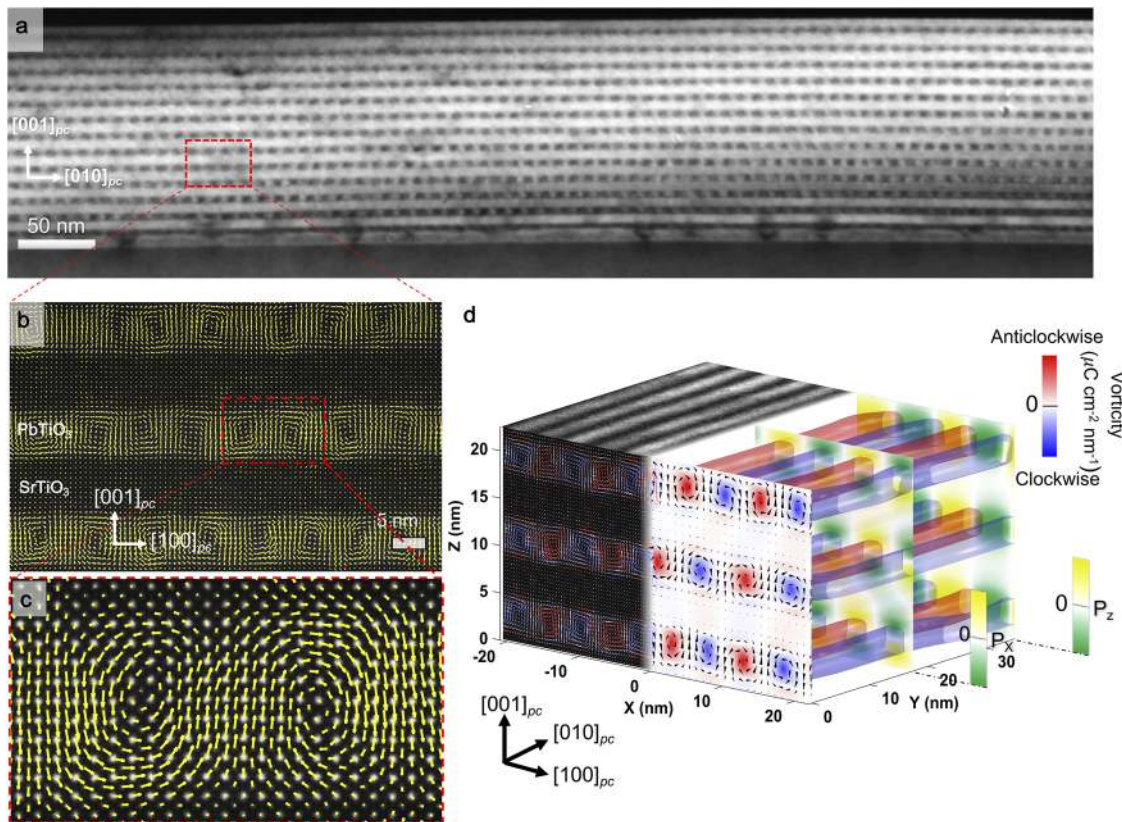 a
[001]pc
[010]pc
50 nm
b
PbTiO3
SrTiO3
[001]pc
[100]pc
5 nm
c
d
Anticlockwise
0
Vorticity
(μC cm-2 nm-1)
Clockwise
Z (nm)
20
15
10
5
0
-20
-10
0
10
20
X (nm)
0
10
20
30
Y (nm)
0
Px
0
Pz
[001]pc
[010]pc
[100]pc